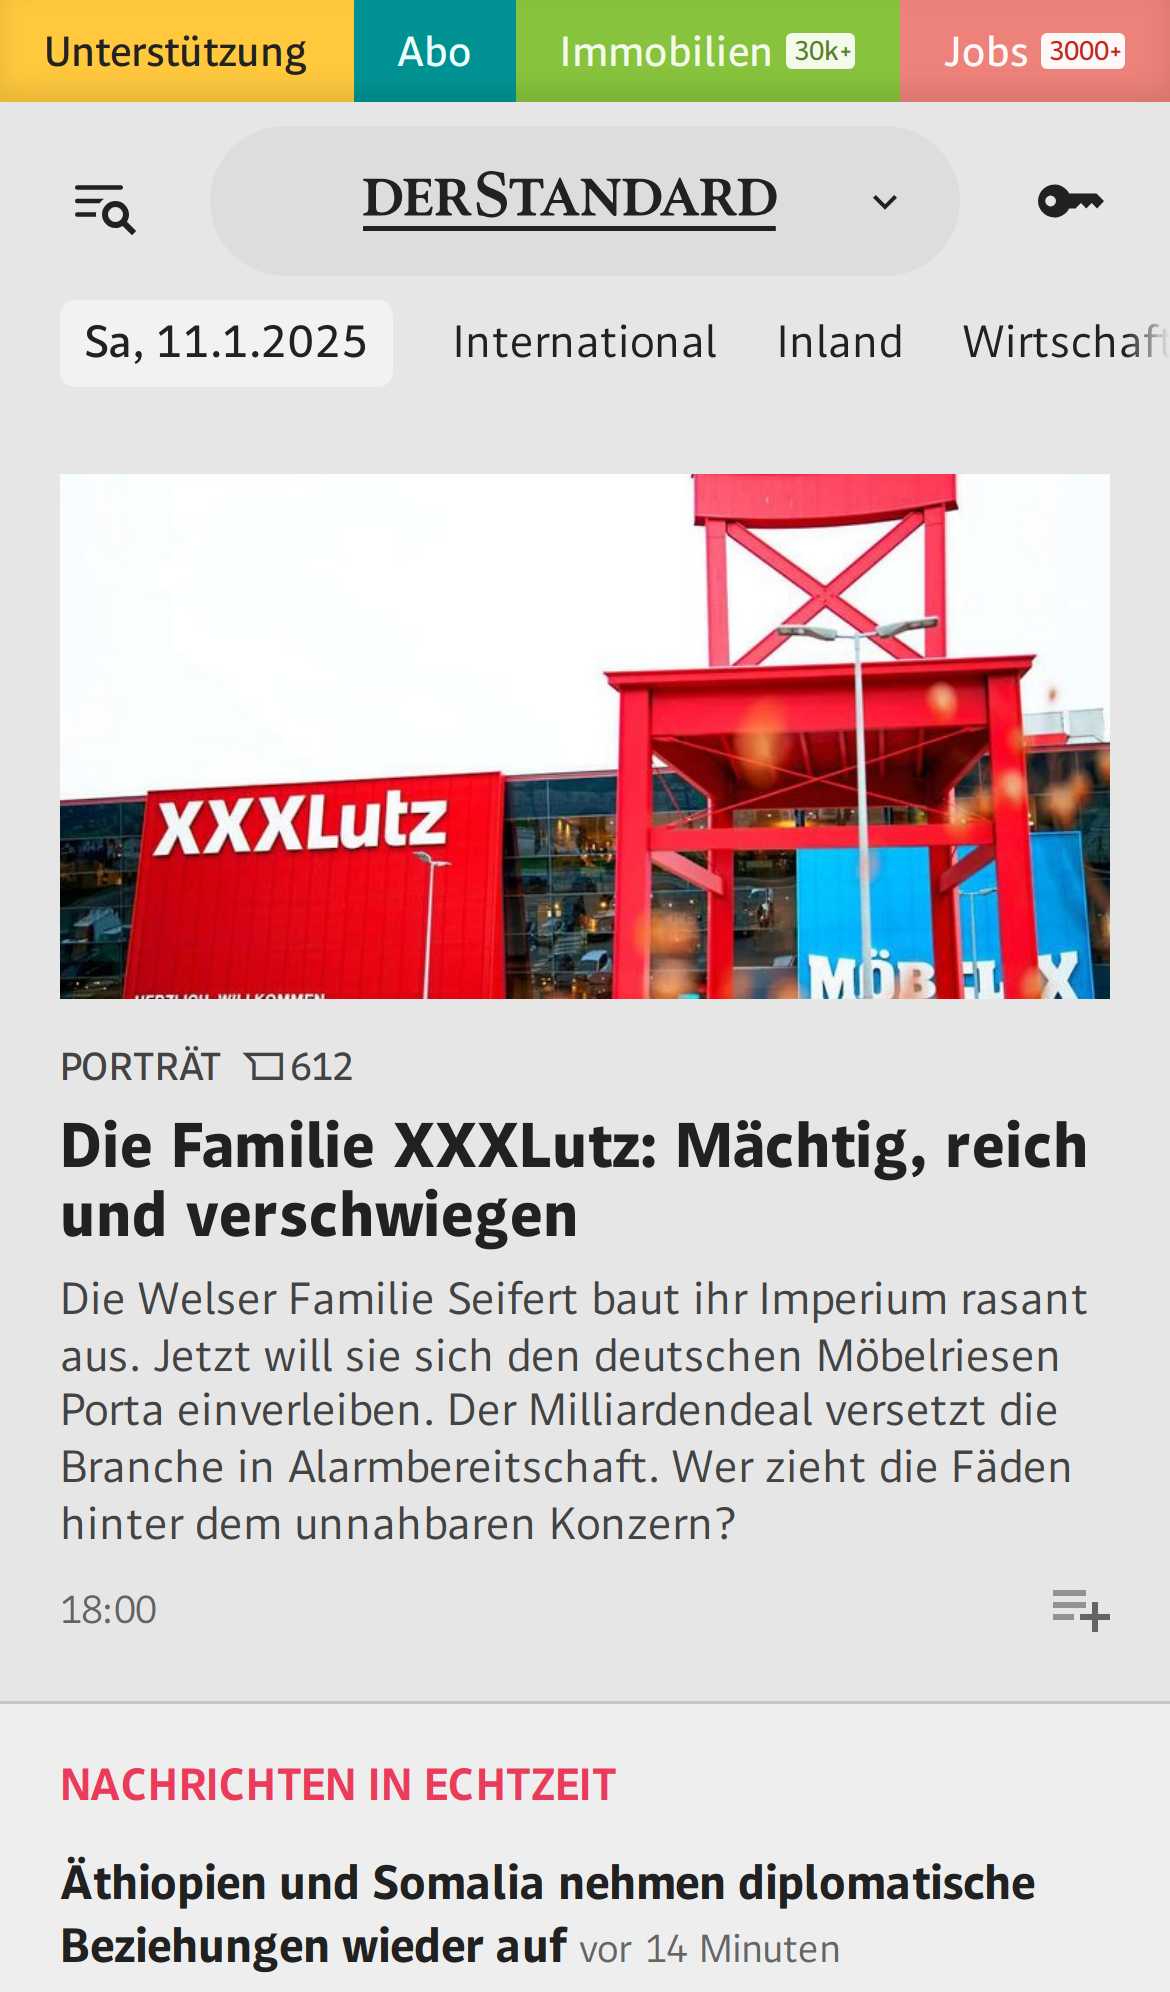 Unterstützung
Abo
Immobilien 30k+
Jobs 3000+
DERSTANDARD
Sa, 11.1.2025
International
Inland
Wirtschaft
XXXLutz
HERZLICH WILLKOMMEN
PORTRÄT 612
Die Familie XXXLutz: Mächtig, reich
und verschwiegen
Die Welser Familie Seifert baut ihr Imperium rasant
aus. Jetzt will sie sich den deutschen Möbelriesen
Porta einverleiben. Der Milliardendeal versetzt die
Branche in Alarmbereitschaft. Wer zieht die Fäden
hinter dem unnahbaren Konzern?
18:00
NACHRICHTEN IN ECHTZEIT
Äthiopien und Somalia nehmen diplomatische
Beziehungen wieder auf vor 14 Minuten